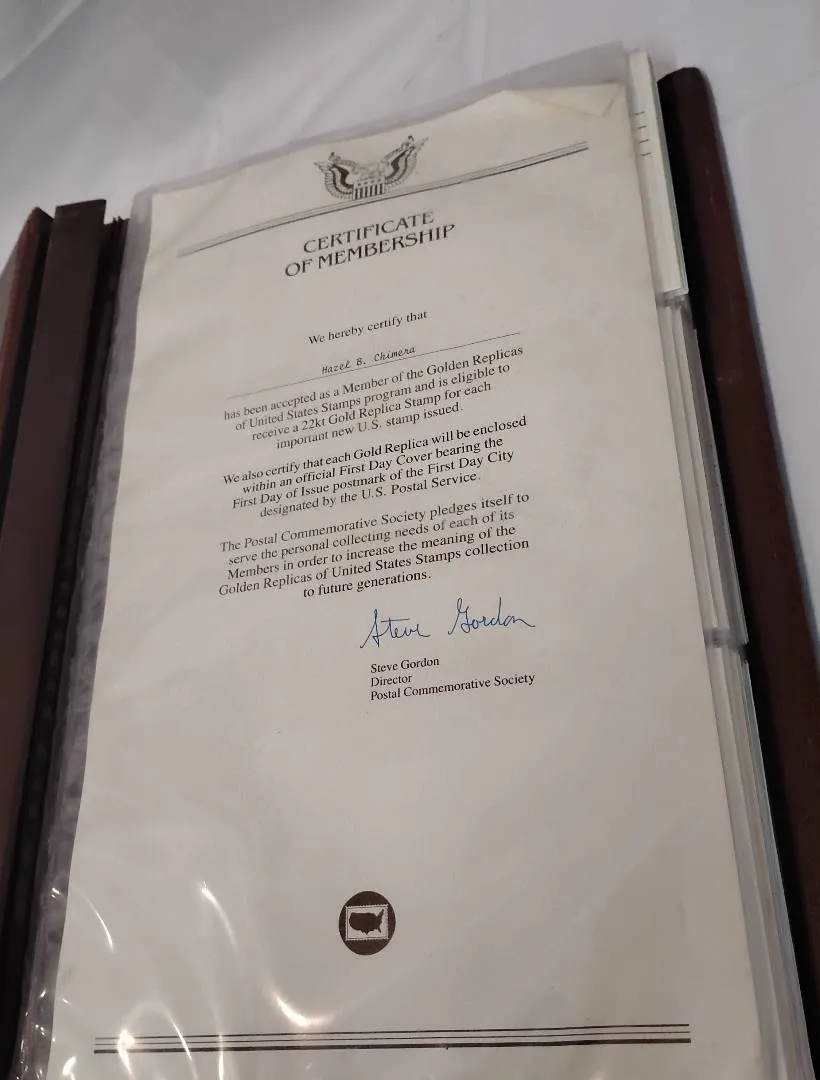 CERTIFICATE
OF MEMBERSHIP
We hereby certify that
Hazel B. Chimera
has been accepted as a Member of the Golden Replicas
of United States Stamps program and is eligible to
receive a 22kt Gold Replica Stamp for each
important new U.S. stamp issued.
We also certify that each Gold Replica will be enclosed
within an official First Day Cover bearing the
First Day of Issue postmark of the First Day City
designated by the U.S. Postal Service.
The Postal Commemorative Society pledges itself to
serve the personal collecting needs of each of its
Members in order to increase the meaning of the
Golden Replicas of United States Stamps collection
to future generations.
Steve Gordon
Steve Gordon
Director
Postal Commemorative Society